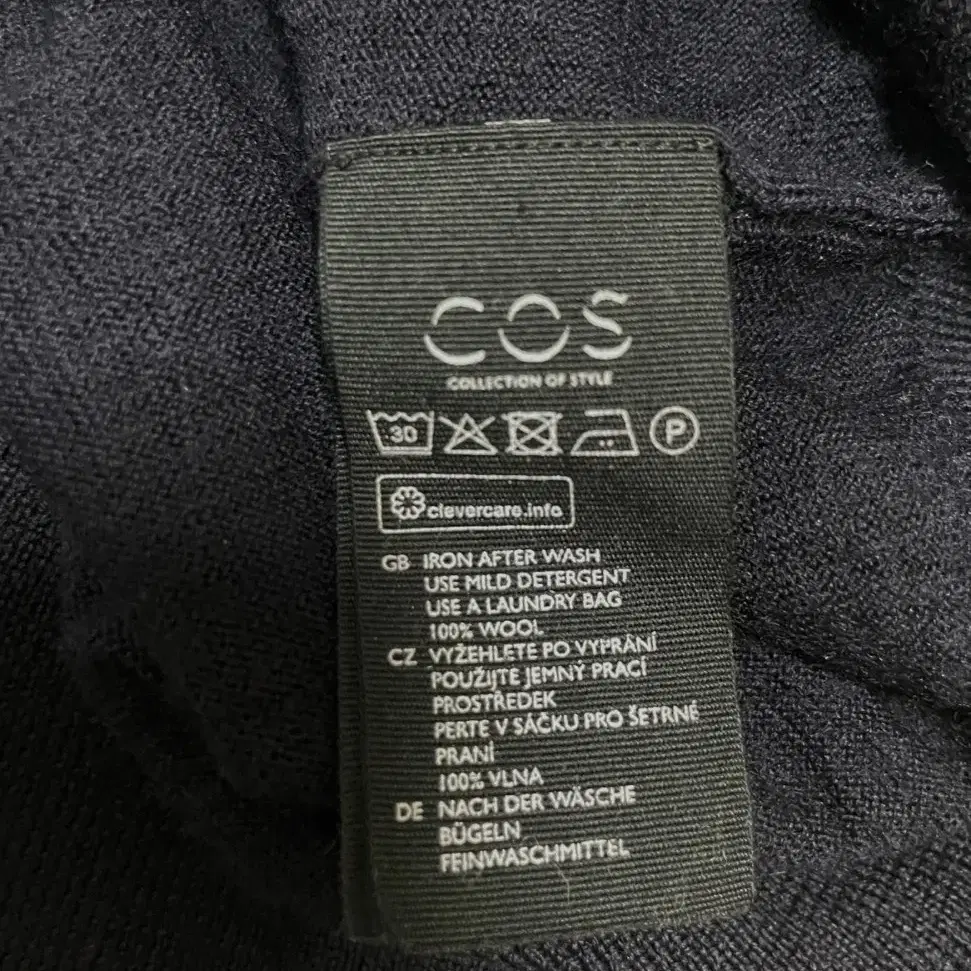 COS
COLLECTION OF STYLE
30 P
clevercare.info
GB IRON AFTER WASH
USE MILD DETERGENT
USE A LAUNDRY BAG
100% WOOL
CZ VYŽEHLETE PO VYPRÁNÍ
POUŽIJTE JEMNÝ PRACÍ
PROSTŘEDEK
PERTE V SÁČKU PRO ŠETRNÉ
PRANÍ
100% VLNA
DE NACH DER WÄSCHE
BÜGELN
FEINWASCHMITTEL